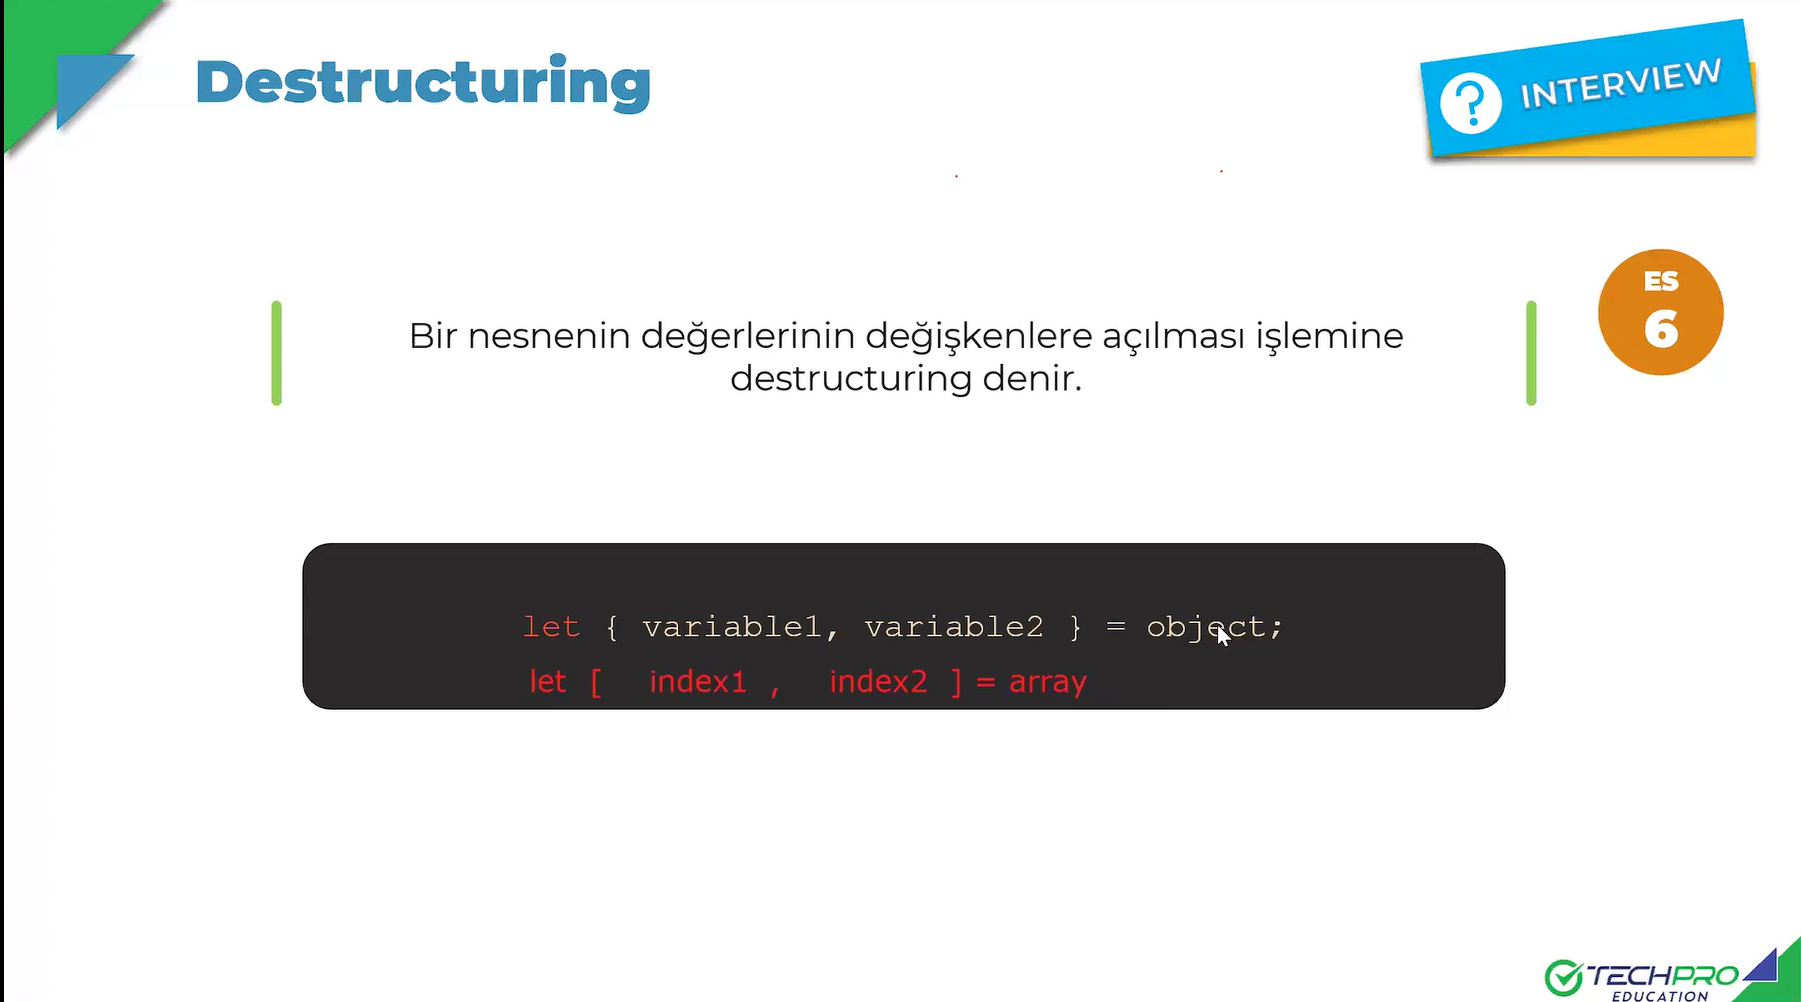 Destructuring
? INTERVIEW
ES
6
Bir nesnenin değerlerinin değişkenlere açılması işlemine
destructuring denir.
let { variable1, variable2 } = object;
let [ index1 , index2 ] = array
TECHPRO
EDUCATION